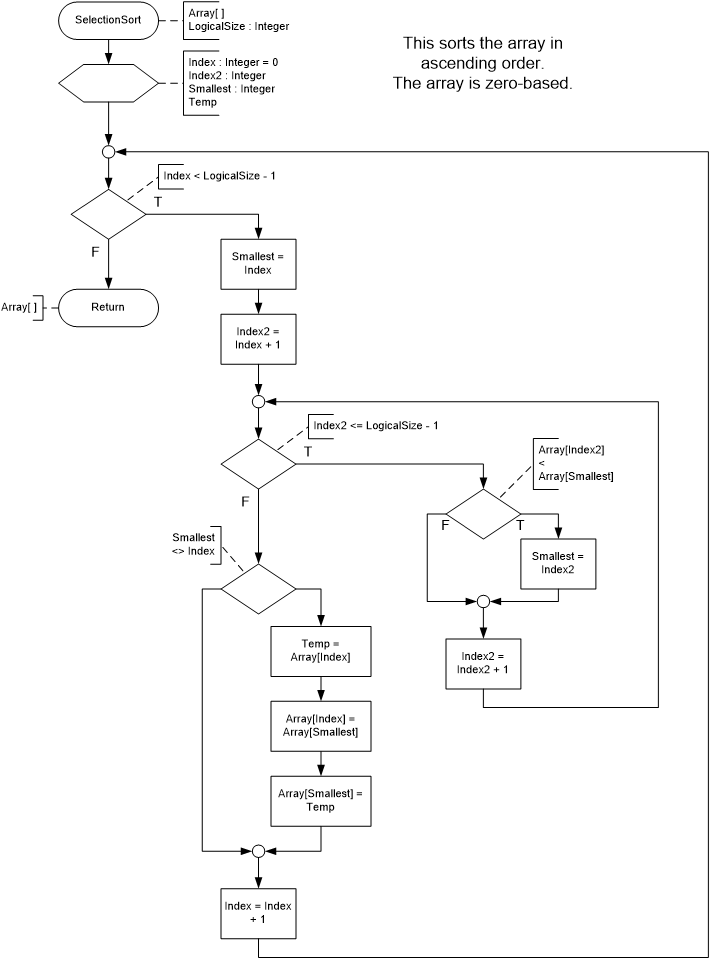 SelectionSort
Array[ ]
LogicalSize : Integer
This sorts the array in
ascending order.
The array is zero-based.
Index : Integer = 0
Index2 : Integer
Smallest : Integer
Temp
Index < LogicalSize - 1
T
F
Smallest =
Index
Array[ ]
Return
Index2 =
Index + 1
Index2 <= LogicalSize - 1
T
F
Array[Index2]
<
Array[Smallest]
F
T
Smallest =
Index2
Index2 =
Index2 + 1
Smallest
<> Index
Temp =
Array[Index]
Array[Index] =
Array[Smallest]
Array[Smallest] =
Temp
Index = Index
+ 1